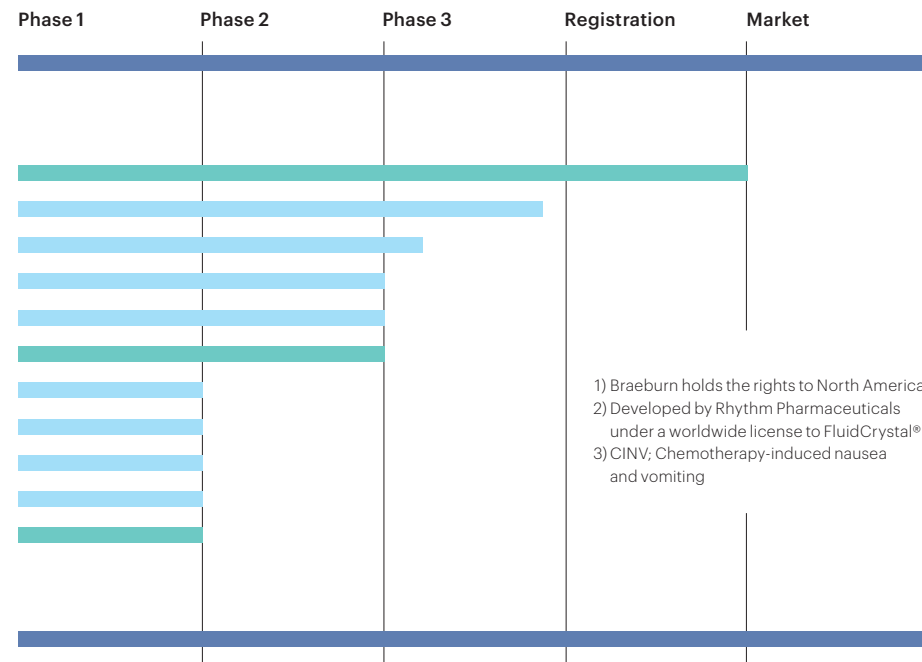 Phase 1 Phase 2 Phase 3 Registration Market
1) Braeburn holds the rights to North America
2) Developed by Rhythm Pharmaceuticals
under a worldwide license to FluidCrystal®
3) CINV; Chemotherapy-induced nausea
and vomiting